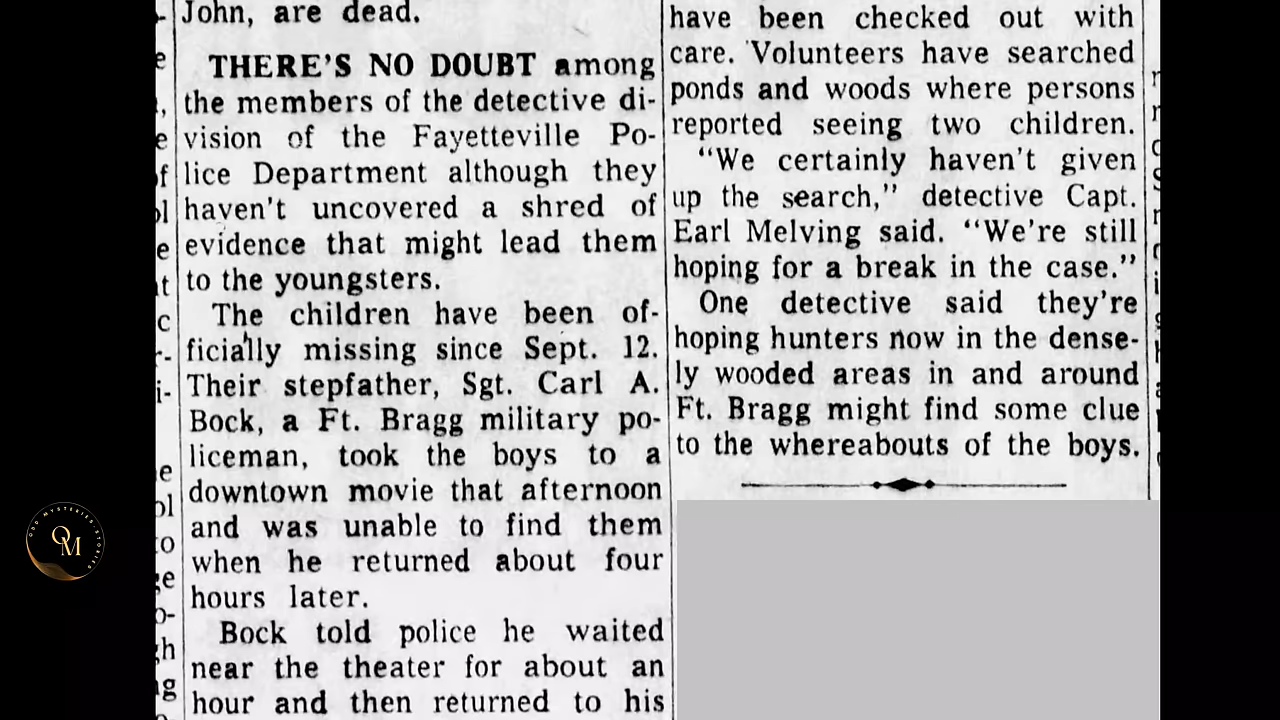 John, are dead.
THERE'S NO DOUBT among
the members of the detective di-
vision of the Fayetteville Po-
lice Department although they
haven't uncovered a shred of
evidence that might lead them
to the youngsters.
The children have been of-
ficially missing since Sept. 12.
Their stepfather, Sgt. Carl A.
Bock, a Ft. Bragg military po-
liceman, took the boys to a
downtown movie that afternoon
and was unable to find them
when he returned about four
hours later.
Bock told police he waited
near the theater for about an
hour and then returned to his
have been checked out with
care. Volunteers have searched
ponds and woods where persons
reported seeing two children.
"We certainly haven't given
up the search," detective Capt.
Earl Melving said. "We're still
hoping for a break in the case."
One detective said they're
hoping hunters now in the dense-
ly wooded areas in and around
Ft. Bragg might find some clue
to the whereabouts of the boys.
ODD MYSTERIES STORIES
OM